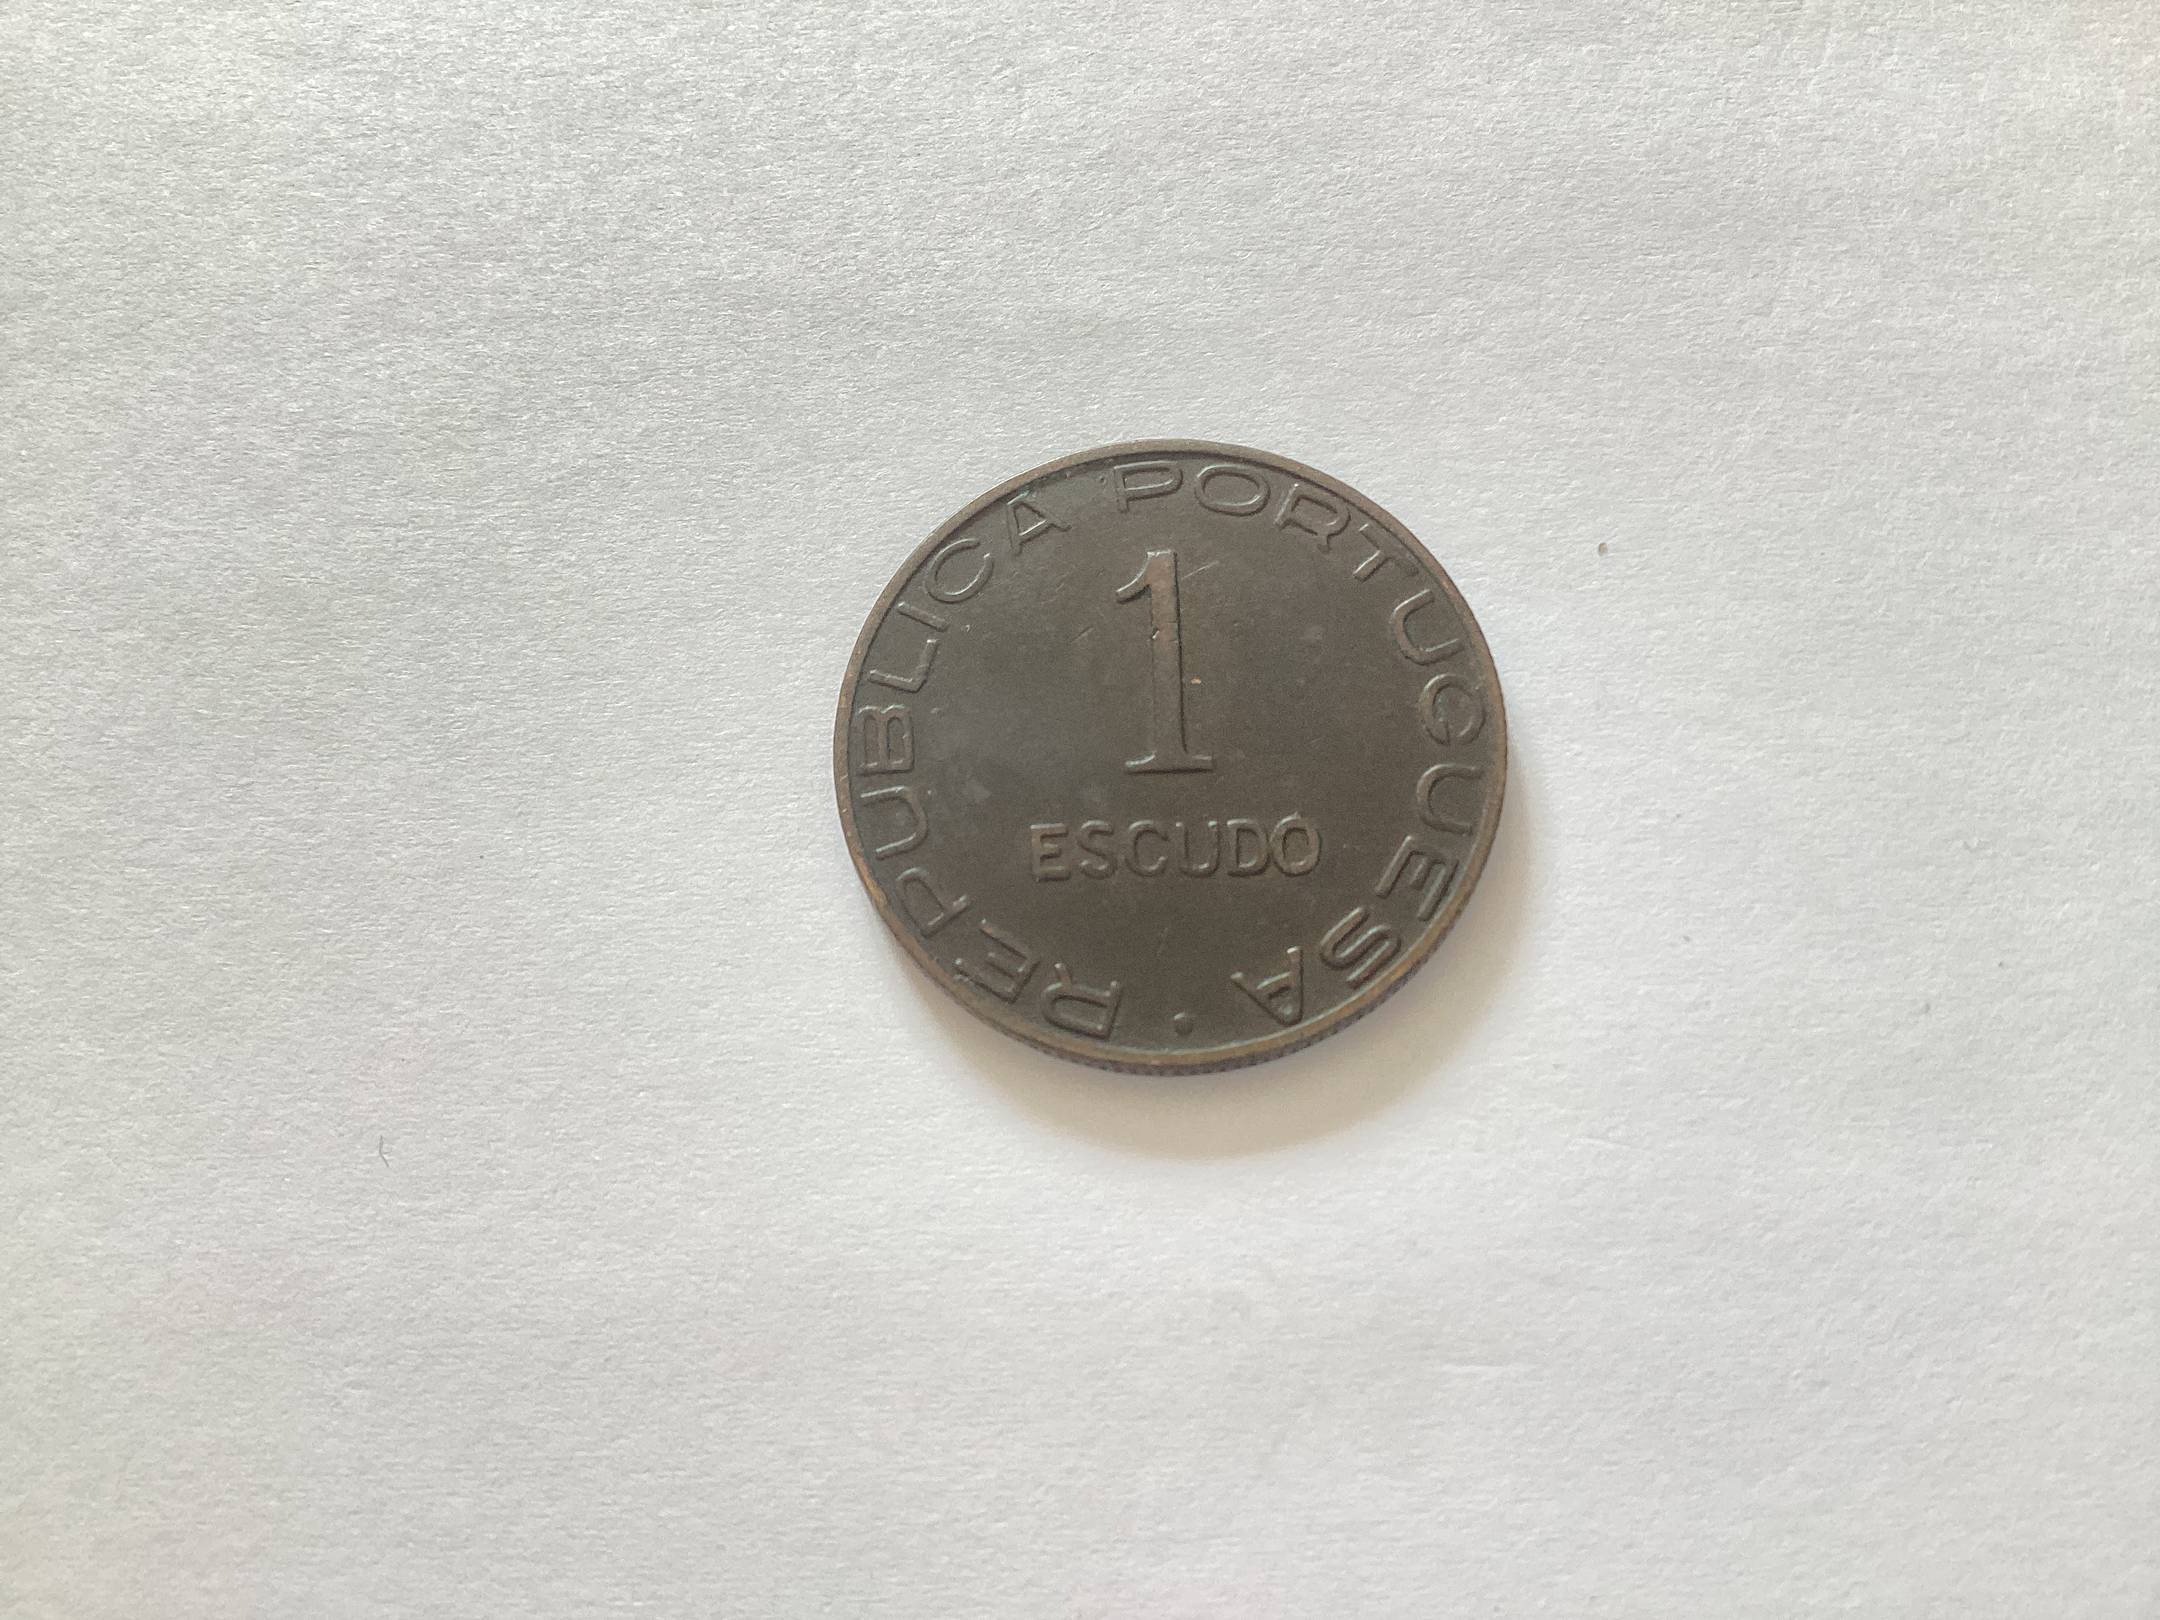 REPUBLICA PORTUGUESA ·
1
ESCUDO